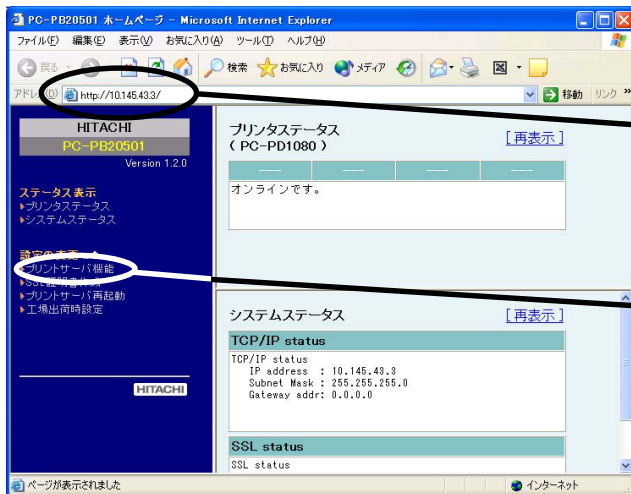 PC-PB20501 ホームページ - Microsoft Internet Explorer
ファイル(F) 編集(E) 表示(V) お気に入り(A) ツール(T) ヘルプ(H)
戻る 検索 お気に入り メディア
アドレス(D) http://10.145.43.3/ 移動 リンク »
HITACHI
PC-PB20501
Version 1.2.0
ステータス表示
プリンタステータス
システムステータス
設定の変更
プリントサーバ機能
プリントサーバ再起動
工場出荷時設定
HITACHI
プリンタステータス
( PC-PD1080 )
[ 再表示 ]
--- --- --- ---
オンラインです。
システムステータス [ 再表示 ]
TCP/IP status
TCP/IP status
IP address : 10.145.43.3
Subnet Mask : 255.255.255.0
Gateway addr: 0.0.0.0
SSL status
SSL status
ページが表示されました インターネット